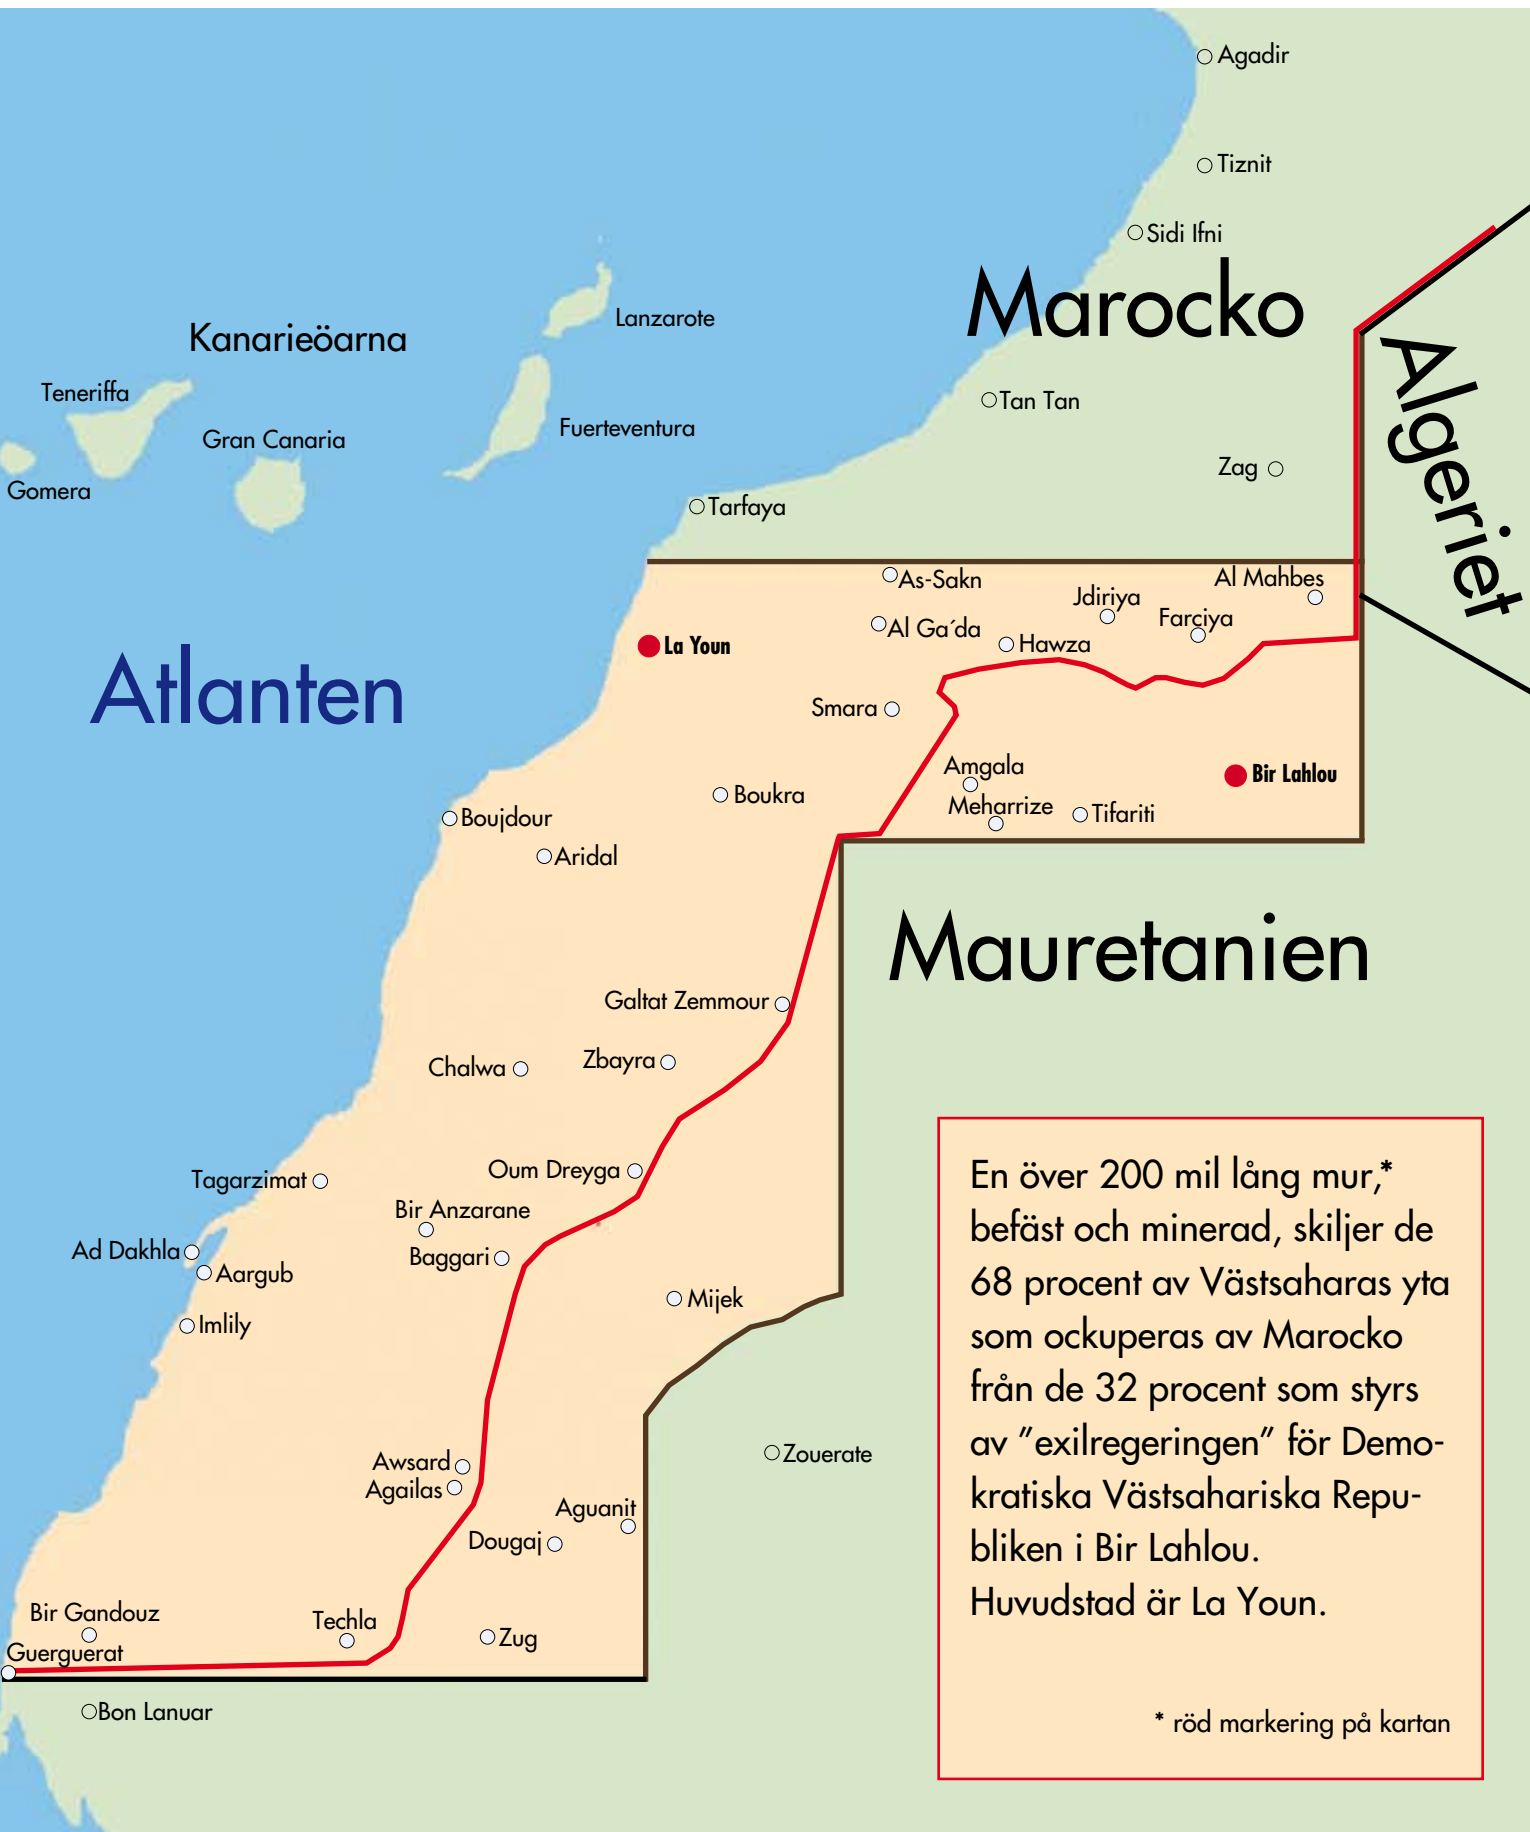 Agadir
Tiznit
Sidi Ifni
Marocko
Lanzarote
Kanarieöarna
Algeriet
Teneriffa
Tan Tan
Fuerteventura
Gran Canaria
Zag
Gomera
Tarfaya
As-Sakn
Al Mahbes
Jdiriya
Farciya
Al Ga´da
Hawza
La Youn
Atlanten
Smara
Amgala
Bir Lahlou
Boukra
Meharrize
Tifariti
Boujdour
Aridal
Mauretanien
Galtat Zemmour
Zbayra
Chalwa
Oum Dreyga
Tagarzimat
Bir Anzarane
Ad Dakhla
Baggari
Aargub
Mijek
Imlily
Zouerate
Awsard
Agailas
Aguanit
Dougaj
Bir Gandouz
Techla
Zug
Guerguerat
Bon Lanuar
En över 200 mil lång mur,*
befäst och minerad, skiljer de
68 procent av Västsaharas yta
som ockuperas av Marocko
från de 32 procent som styrs
av ”exilregeringen” för Demo-
kratiska Västsahariska Repu-
bliken i Bir Lahlou.
Huvudstad är La Youn.
* röd markering på kartan